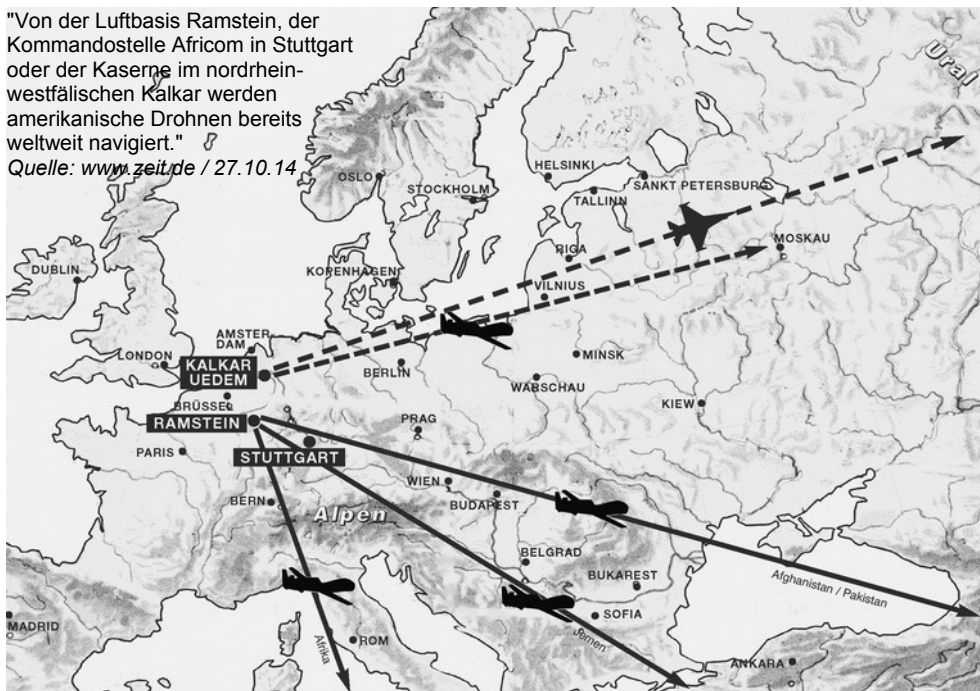 "Von der Luftbasis Ramstein, der
Kommandostelle Africom in Stuttgart
oder der Kaserne im nordrhein-
westfälischen Kalkar werden
amerikanische Drohnen bereits
weltweit navigiert."
Quelle: www.zeit.de / 27.10.14
Ural
HELSINKI
OSLO
STOCKHOLM
SANKT PETERSBURG
TALLINN
MOSKAU
RIGA
DUBLIN
KOPENHAGEN
VILNIUS
AMSTER-
DAM
LONDON
MINSK
KALKAR
UEDEM
BERLIN
WARSCHAU
BRÜSSEL
KIEW
RAMSTEIN
PRAG
PARIS
STUTTGART
WIEN
BERN
BUDAPEST
Alpen
BELGRAD
BUKAREST
Afghanistan / Pakistan
SOFIA
MADRID
Afrika
ROM
Jemen
ANKARA